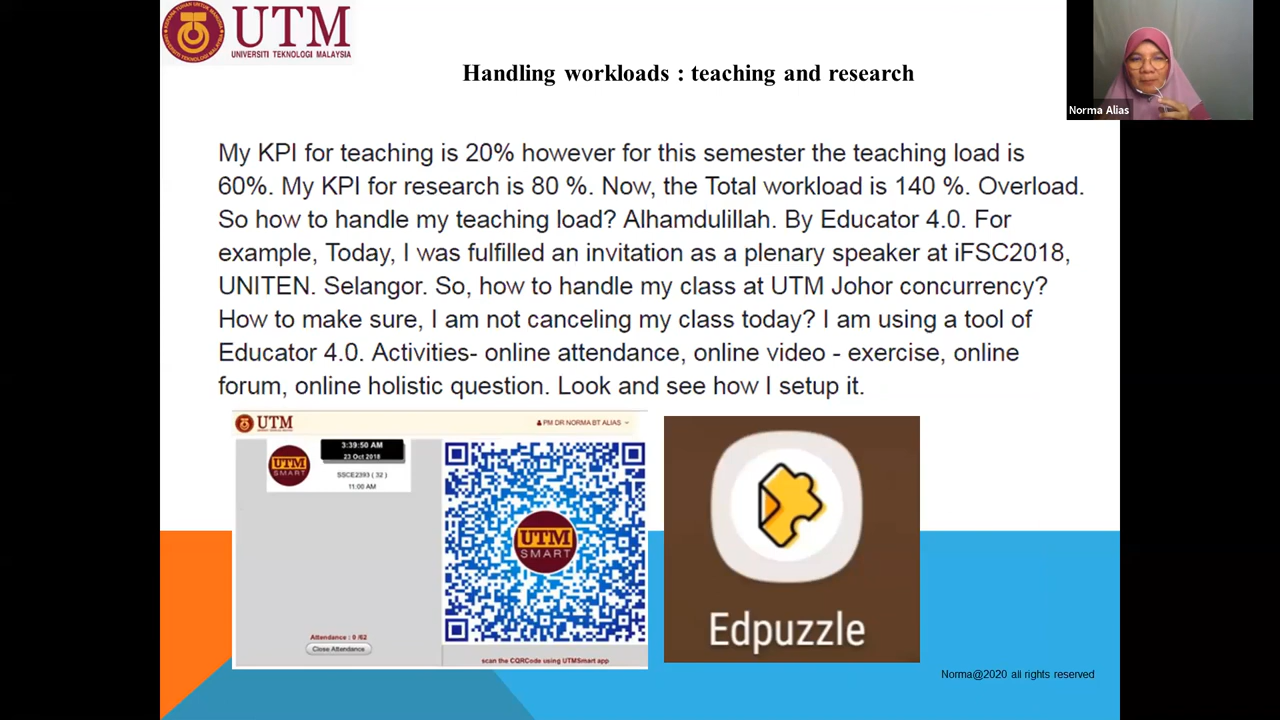 UTM
UNIVERSITI TEKNOLOGI MALAYSIA
Handling workloads : teaching and research
Norma Alias
My KPI for teaching is 20% however for this semester the teaching load is
60%. My KPI for research is 80 %. Now, the Total workload is 140 %. Overload.
So how to handle my teaching load? Alhamdulillah. By Educator 4.0. For
example, Today, I was fulfilled an invitation as a plenary speaker at iFSC2018,
UNITEN. Selangor. So, how to handle my class at UTM Johor concurrency?
How to make sure, I am not canceling my class today? I am using a tool of
Educator 4.0. Activities- online attendance, online video - exercise, online
forum, online holistic question. Look and see how I setup it.
UTM
PM DR NORMA BT ALIAS
3:39:50 AM
23 Oct 2018
UTM
SMART
SSCE2393 ( 32 )
11:00 AM
UTM
SMART
Attendance : 0 /62
Close Attendance
scan the CQRCode using UTMSmart app
Edpuzzle
Norma@2020 all rights reserved